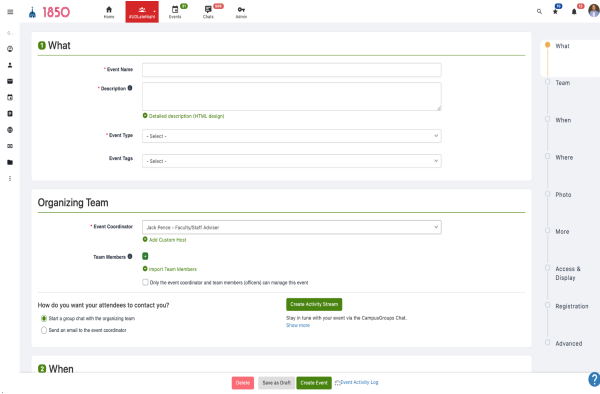 1850
Home
AUDLateNight
Events
Chats
Admin
1 What
* Event Name
* Description
Detailed description (HTML design)
* Event Type
- Select -
Event Tags
- Select -
Organizing Team
* Event Coordinator
Jack Pense - Faculty/Staff Adviser
Add Custom Host
Team Members
Import Team Members
Only the event coordinator and team members (officers) can manage this event
How do you want your attendees to contact you?
Start a group chat with the organizing team
Send an email to the event coordinator
Create Activity Stream
Stay in tune with your event via the CampusGroups Chat.
Show more
2 When
Delete
Save as Draft
Create Event
Event Activity Log
What
Team
When
Where
Photo
More
Access &
Display
Registration
Advanced
?